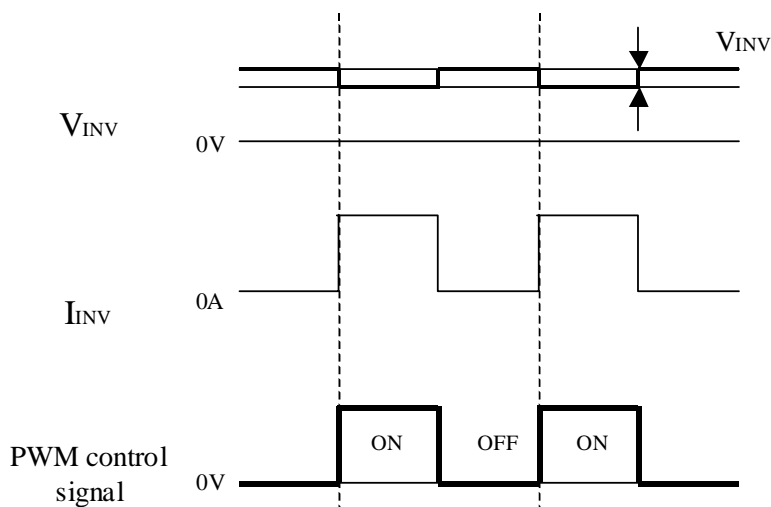 VINV
VINV
0V
0A
IINV
ON
OFF
ON
PWM control
signal
0V